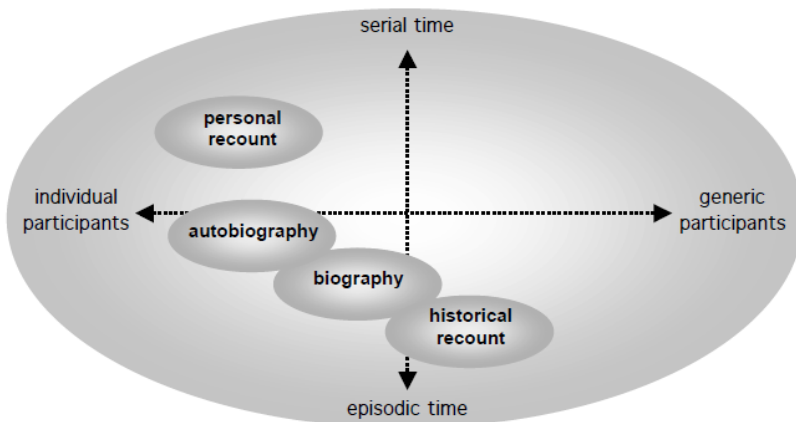 serial time
personal
recount
individual
participants
generic
participants
autobiography
biography
historical
recount
episodic time